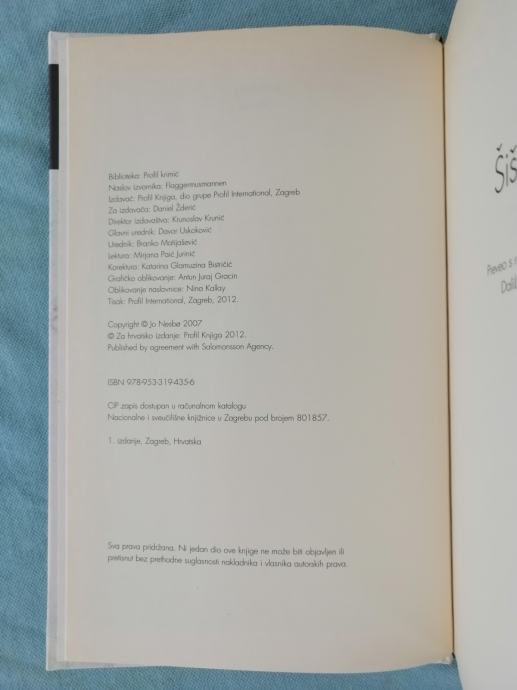 Biblioteka: Profil krimić
Naslov izvornika: Flaggermusmannen
Izdavač: Profil Knjiga, dio grupe Profil International, Zagreb
Za izdavača: Daniel Žderić
Direktor izdavaštva: Krunoslav Krunić
Glavni urednik: Davor Uskoković
Urednik: Branko Matijašević
Lektura: Mirjana Paić Jurinić
Korektura: Katarina Glamuzina Bistričić
Grafičko oblikovanje: Antun Juraj Gracin
Oblikovanje naslovnice: Nina Kallay
Tisak: Profil International, Zagreb, 2012.
Copyright © Jo Nesbø 2007
© Za hrvatsko izdanje: Profil Knjiga 2012.
Published by agreement with Salomonsson Agency.
ISBN 978-953-319-435-6
CIP zapis dostupan u računalnom katalogu
Nacionalne i sveučilišne knjižnice u Zagrebu pod brojem 801857.
1. izdanje, Zagreb, Hrvatska
Sva prava pridržana. Ni jedan dio ove knjige ne može biti objavljen ili
pretisnut bez prethodne suglasnosti nakladnika i vlasnika autorskih prava.
Šiš
Preveo s